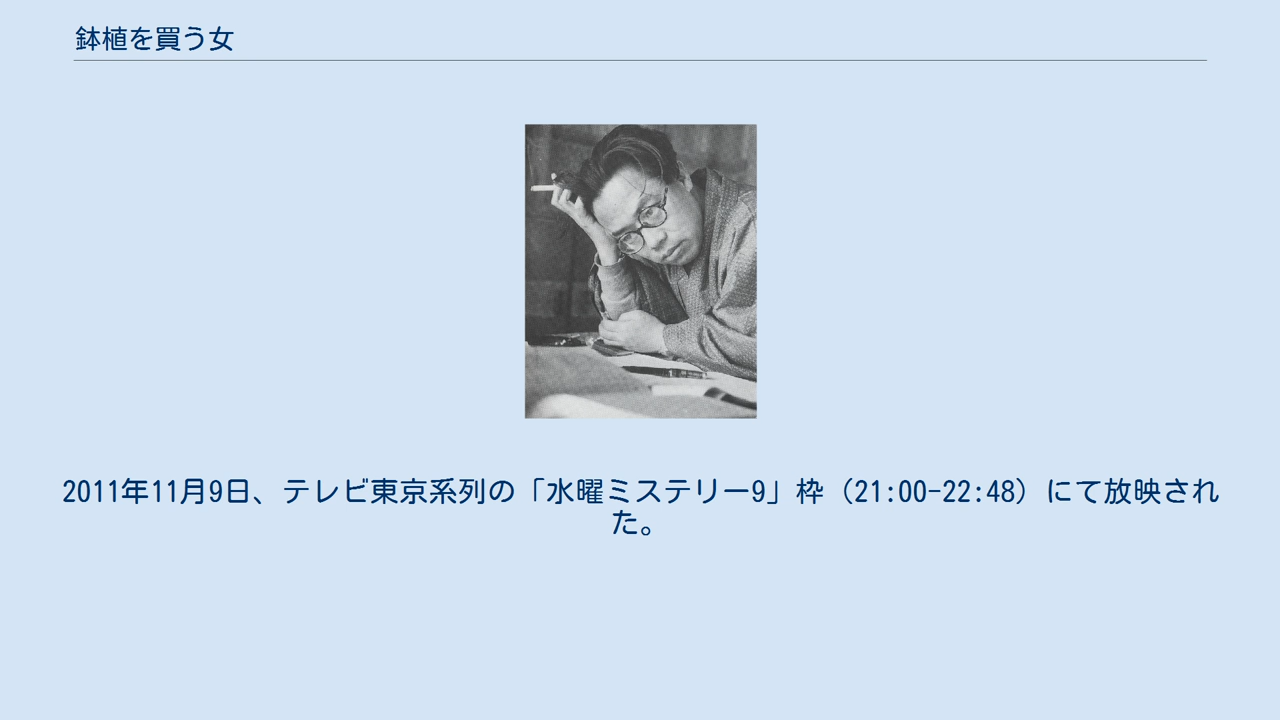 鉢植を買う女
2011年11月9日、テレビ東京系列の「水曜ミステリー9」枠（21:00-22:48）にて放映され
た。